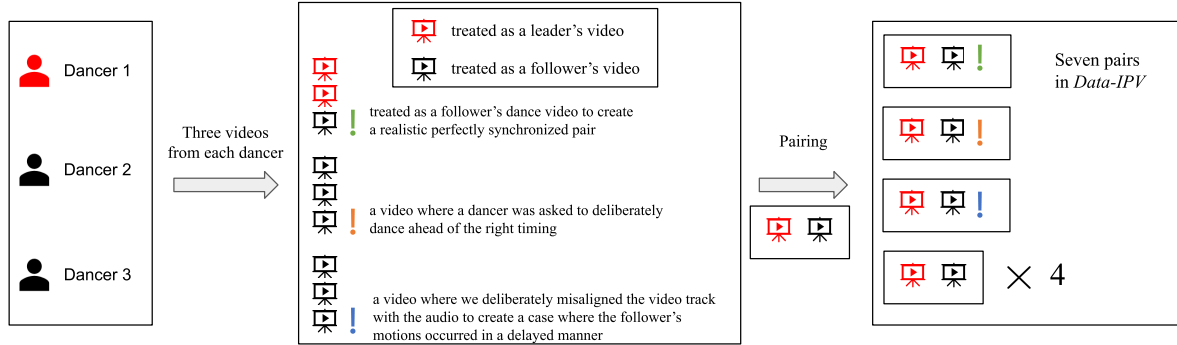 Dancer 1
Dancer 2
Dancer 3
Three videos
from each dancer
treated as a leader's video
treated as a follower's video
treated as a follower's dance video to create
a realistic perfectly synchronized pair
a video where a dancer was asked to deliberately
dance ahead of the right timing
a video where we deliberately misaligned the video track
with the audio to create a case where the follower's
motions occurred in a delayed manner
Pairing
Seven pairs
in Data-IPV
× 4